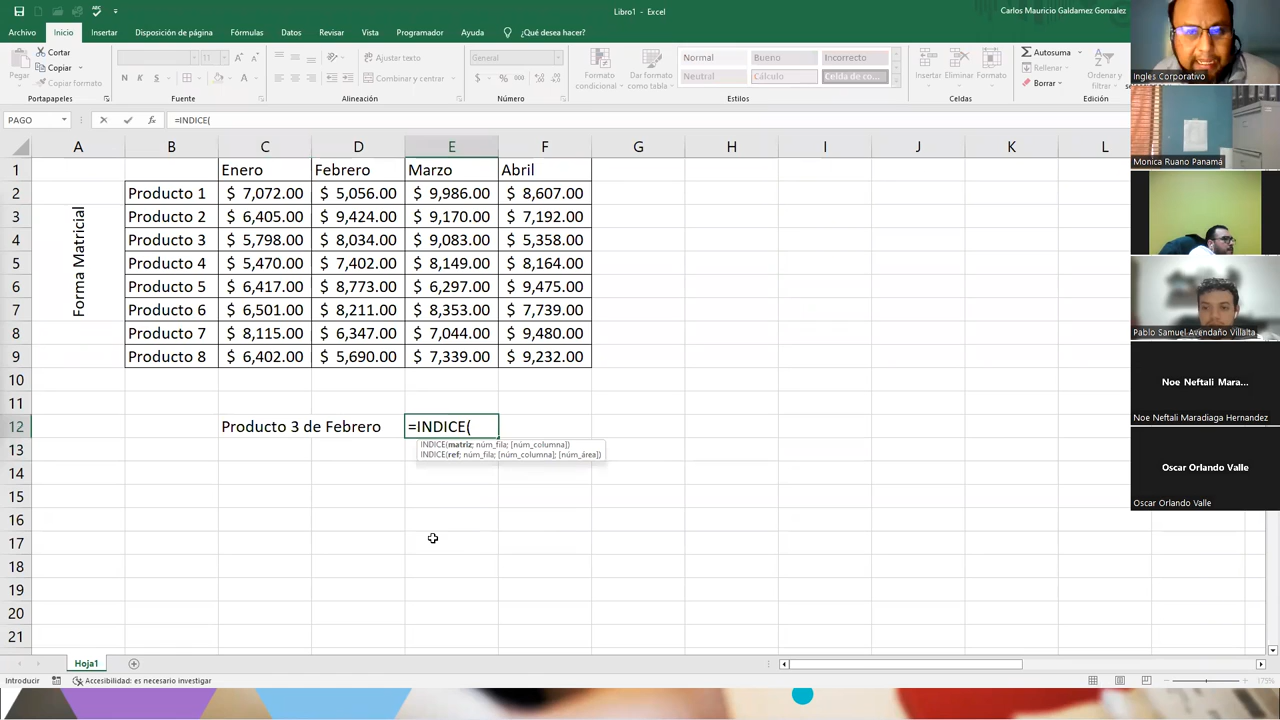 Libro1 - Excel
Carlos Mauricio Galdamez Gonzalez
Archivo Inicio Insertar Disposición de página Fórmulas Datos Revisar Vista Programador Ayuda ¿Qué desea hacer?
Pegar
Cortar
Copiar
Copiar formato
Portapapeles
11
N K S
Fuente
Ajustar texto
Combinar y centrar
Alineación
General
Número
Formato condicional
Dar formato como tabla
Normal Bueno Incorrecto
Neutral Cálculo Celda de co...
Estilos
Insertar Eliminar Formato
Celdas
Autosuma
Rellenar
Borrar
Ordenar y
filtrar
Edición
PAGO
fx
=INDICE(
A B C D E F G H I J K L
1 Enero Febrero Marzo Abril
2 Producto 1 $ 7,072.00 $ 5,056.00 $ 9,986.00 $ 8,607.00
3 Producto 2 $ 6,405.00 $ 9,424.00 $ 9,170.00 $ 7,192.00
4 Producto 3 $ 5,798.00 $ 8,034.00 $ 9,083.00 $ 5,358.00
5 Producto 4 $ 5,470.00 $ 7,402.00 $ 8,149.00 $ 8,164.00
6 Producto 5 $ 6,417.00 $ 8,773.00 $ 6,297.00 $ 9,475.00
7 Producto 6 $ 6,501.00 $ 8,211.00 $ 8,353.00 $ 7,739.00
8 Producto 7 $ 8,115.00 $ 6,347.00 $ 7,044.00 $ 9,480.00
9 Producto 8 $ 6,402.00 $ 5,690.00 $ 7,339.00 $ 9,232.00
Forma Matricial
10
11
12 Producto 3 de Febrero =INDICE(
INDICE(matriz; núm_fila; [núm_columna])
INDICE(ref; núm_fila; [núm_columna]; [núm_área])
13
14
15
16
17
18
19
20
21
Hoja1
Introducir
Accesibilidad: es necesario investigar
175%
Ingles Corporativo
Monica Ruano Panamá
Pablo Samuel Avendaño Villalta
Noe Neftali Mara...
Noe Neftali Maradiaga Hernandez
Oscar Orlando Valle
Oscar Orlando Valle